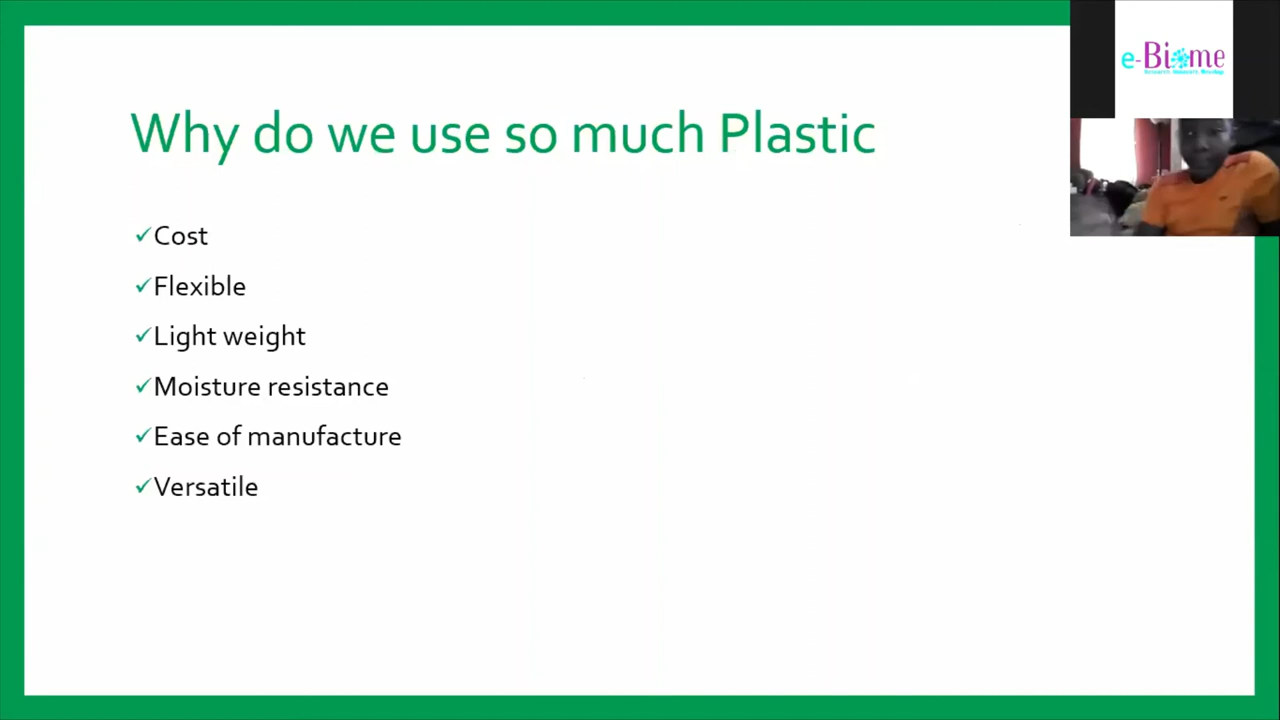 Why do we use so much Plastic
e-Biome
✓Cost
✓Flexible
✓Light weight
✓Moisture resistance
✓Ease of manufacture
✓Versatile